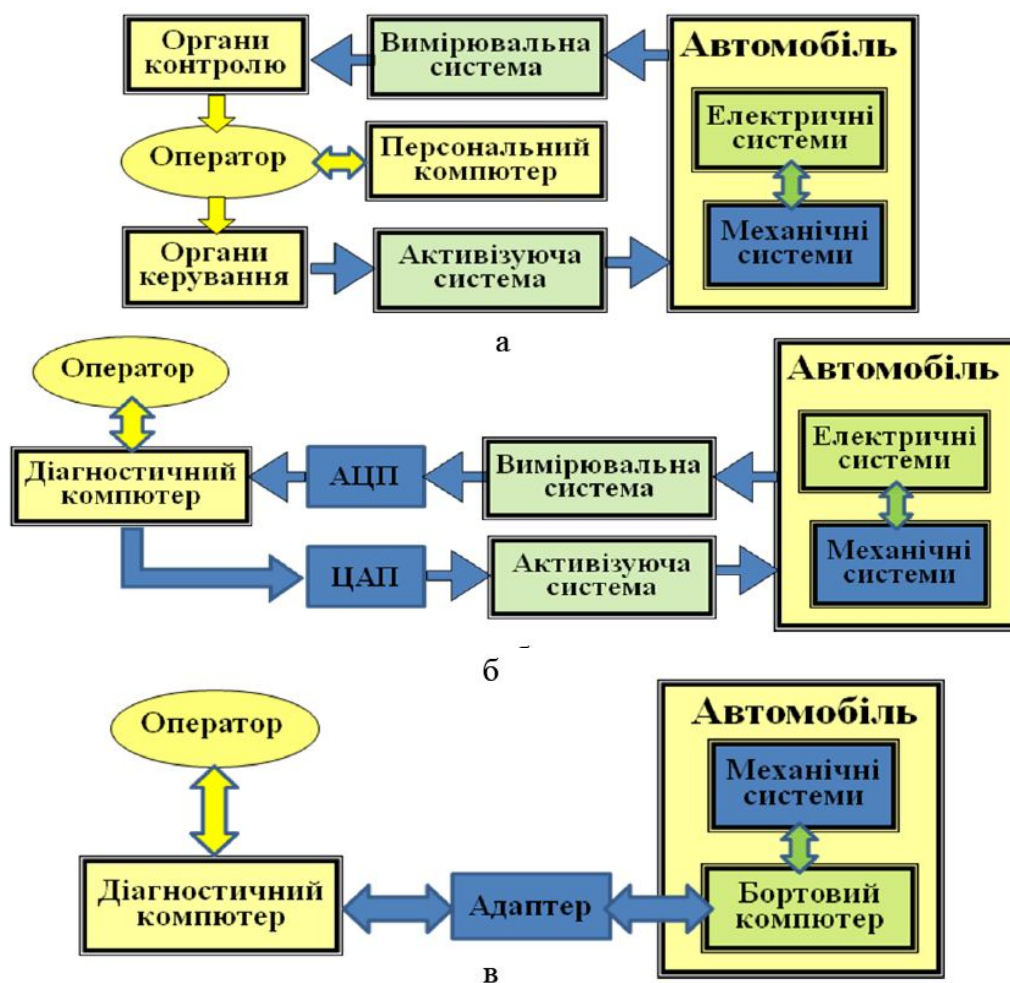 Органи
контролю
Вимірювальна
система
Автомобіль
Електричні
системи
Оператор
Персональний
компютер
Механічні
системи
Органи
керування
Активізуюча
система
а
Оператор
Автомобіль
Електричні
системи
Діагностичний
компютер
АЦП
Вимірювальна
система
Механічні
системи
ЦАП
Активізуюча
система
б
Оператор
Автомобіль
Механічні
системи
Діагностичний
компютер
Адаптер
Бортовий
компютер
в